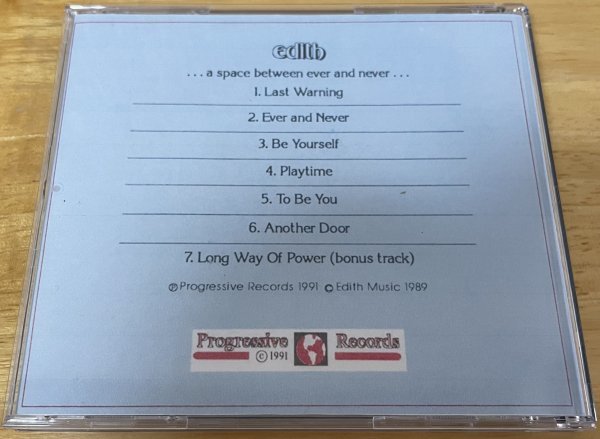 edith
...a space between ever and never...
1. Last Warning
2. Ever and Never
3. Be Yourself
4. Playtime
5. To Be You
6. Another Door
7. Long Way Of Power (bonus track)
℗ Progressive Records 1991 © Edith Music 1989
Progressive Records
© 1991